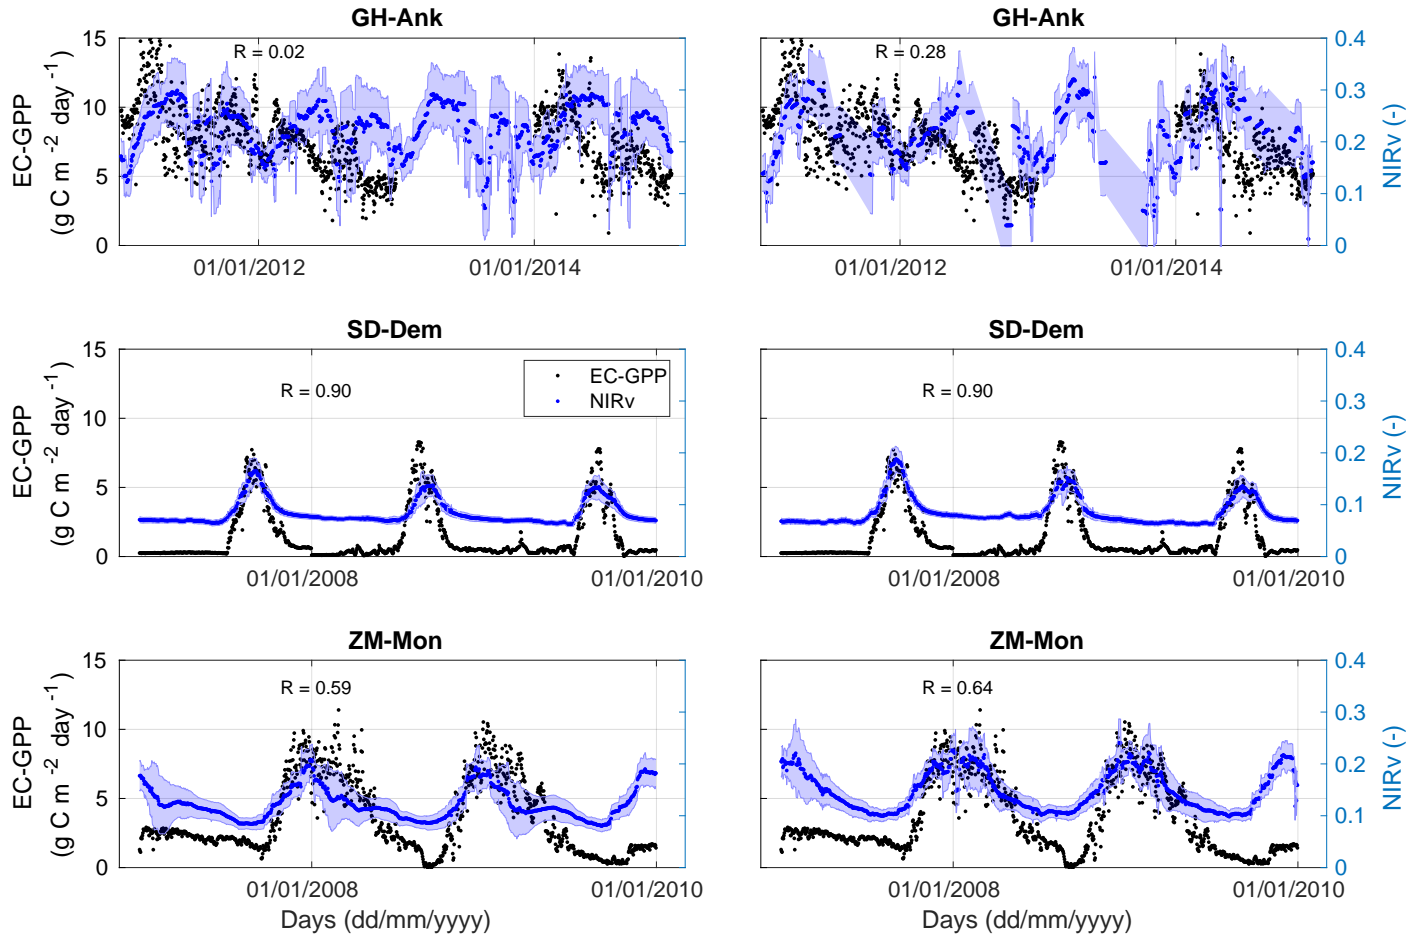 GH-Ank
GH-Ank
EC-GPP
(g C m -2 day -1)
15
10
5
0
R = 0.02
01/01/2012
01/01/2014
R = 0.28
01/01/2012
01/01/2014
0.4
0.3
0.2
0.1
0
NIRv (-)
SD-Dem
SD-Dem
EC-GPP
(g C m -2 day -1)
15
10
5
0
R = 0.90
EC-GPP
NIRv
01/01/2008
01/01/2010
R = 0.90
01/01/2008
01/01/2010
0.4
0.3
0.2
0.1
0
NIRv (-)
ZM-Mon
ZM-Mon
EC-GPP
(g C m -2 day -1)
15
10
5
0
R = 0.59
01/01/2008
01/01/2010
Days (dd/mm/yyyy)
R = 0.64
01/01/2008
01/01/2010
Days (dd/mm/yyyy)
0.4
0.3
0.2
0.1
0
NIRv (-)